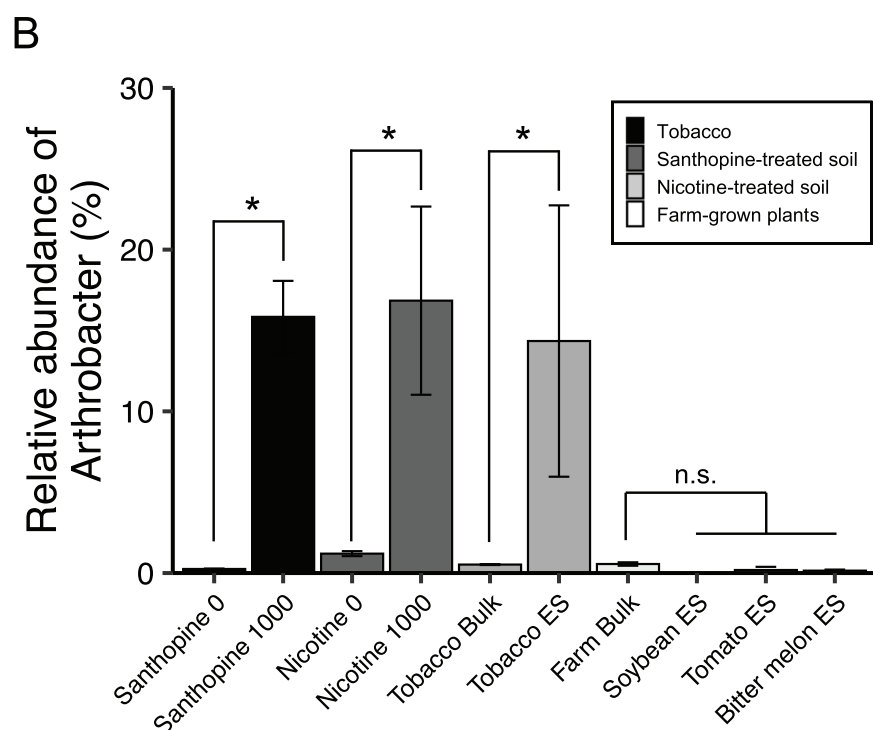 B
Relative abundance of
Arthrobacter (%)
30
20
10
0
*
*
*
n.s.
Tobacco
Santhopine-treated soil
Nicotine-treated soil
Farm-grown plants
Santhopine 0
Santhopine 1000
Nicotine 0
Nicotine 1000
Tobacco Bulk
Tobacco ES
Farm Bulk
Soybean ES
Tomato ES
Bitter melon ES